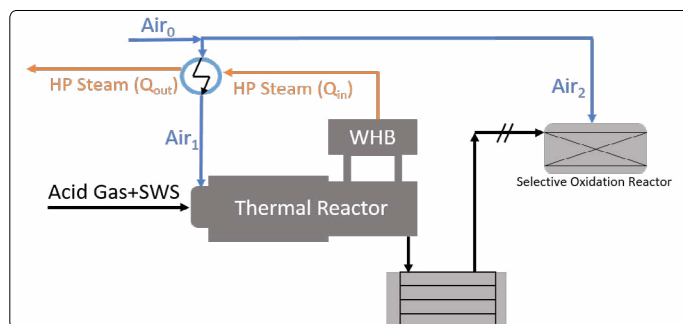 Air0
HP Steam (Qout)
HP Steam (Qin)
Air2
Air1
WHB
Selective Oxidation Reactor
Acid Gas+SWS
Thermal Reactor